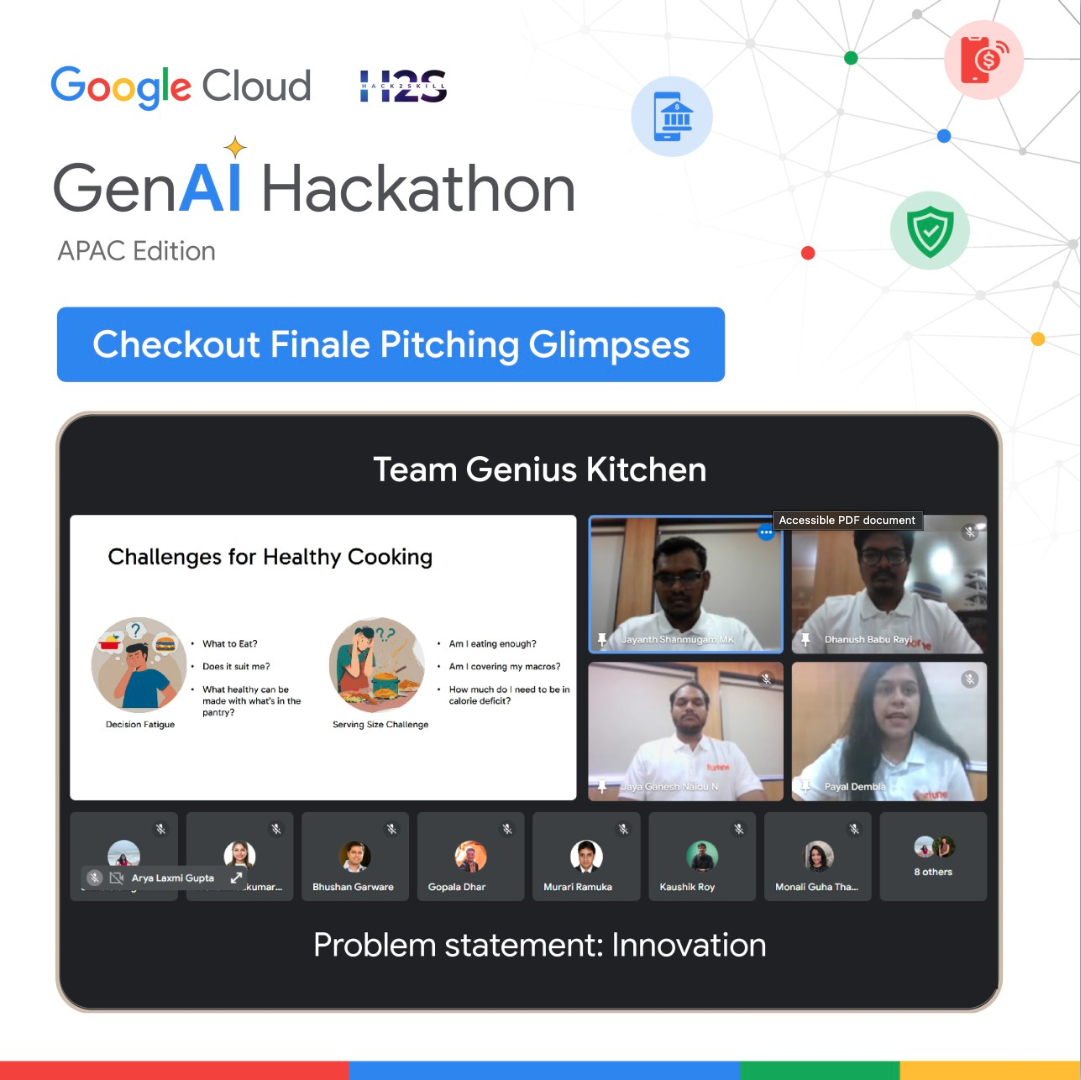 Google Cloud
H2S
HACK2SKILL
GenAI Hackathon
APAC Edition
Checkout Finale Pitching Glimpses
Team Genius Kitchen
Accessible PDF document
Challenges for Healthy Cooking
??
?
• What to Eat?
• Does it suit me?
• What healthy can be
made with what's in the
pantry?
Decision Fatigue
• Am I eating enough?
• Am I covering my macros?
• How much do I need to be in
calorie deficit?
Serving Size Challenge
Jayanth Shanmugam MK
Dhanush Babu Rayi
Jaya Ganesh Naidu N
Payal Dembla
Arya Laxmi Gupta
kumar...
Bhushan Garware
Gopala Dhar
Murari Ramuka
Kaushik Roy
Monali Guha Tha...
8 others
Problem statement: Innovation